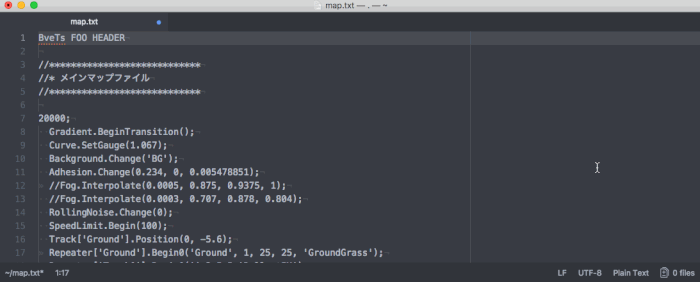 map.txt — . — ~
map.txt
1 BveTs FOO HEADER
2
3 //****************************
4 //* メインマップファイル
5 //****************************
6
7 20000;
8 Gradient.BeginTransition();
9 Curve.SetGauge(1.067);
10 Background.Change('BG');
11 Adhesion.Change(0.234, 0, 0.005478851);
12 //Fog.Interpolate(0.0005, 0.875, 0.9375, 1);
13 //Fog.Interpolate(0.0003, 0.707, 0.878, 0.804);
14 RollingNoise.Change(0);
15 SpeedLimit.Begin(100);
16 Track['Ground'].Position(0, -5.6);
17 Repeater['Ground'].Begin0('Ground', 1, 25, 25, 'GroundGrass');
~/map.txt* 1:17 LF UTF-8 Plain Text 0 files